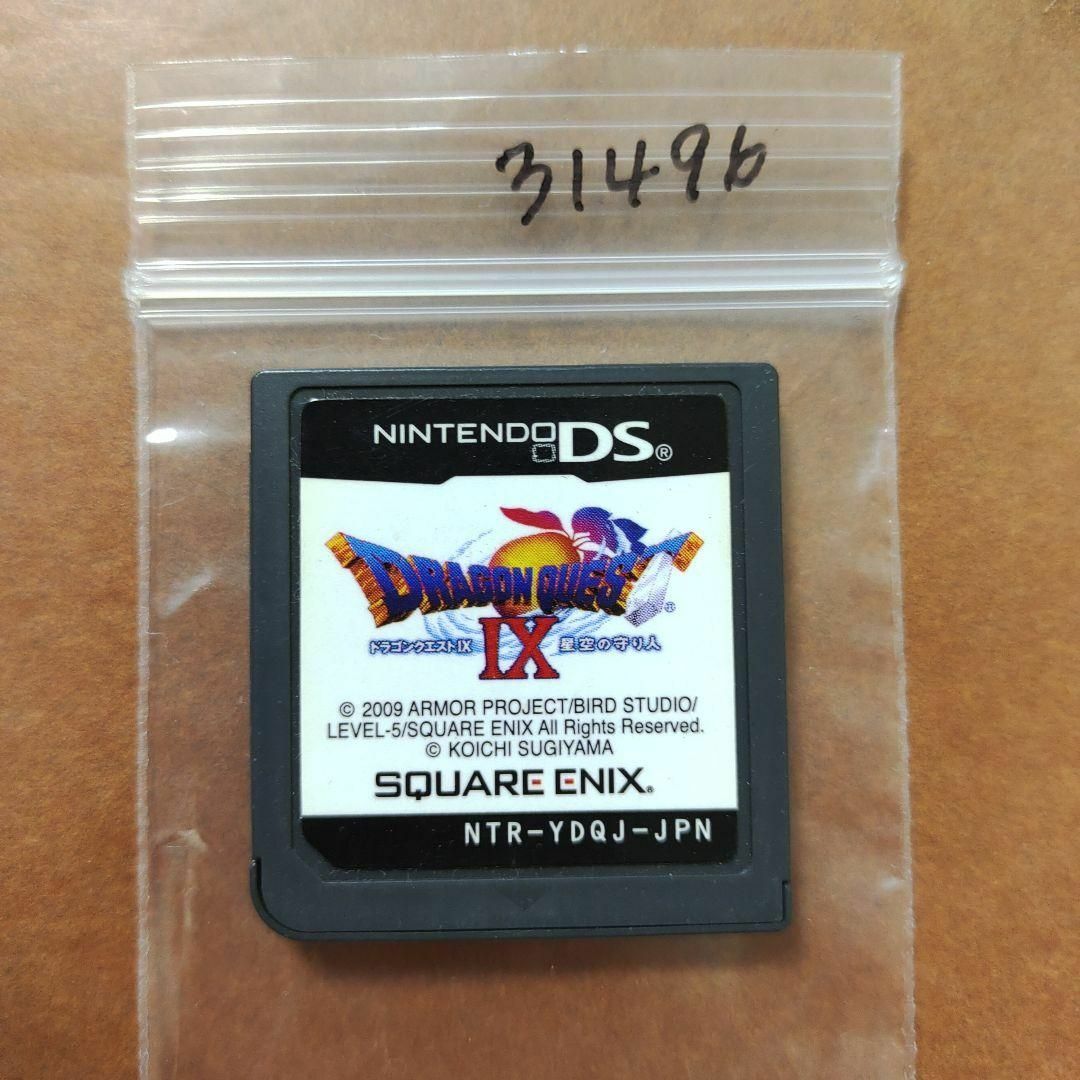 31496
NINTENDO DS®
DRAGON QUEST®
ドラゴンクエストIX IX 星空の守り人
© 2009 ARMOR PROJECT/BIRD STUDIO/
LEVEL-5/SQUARE ENIX All Rights Reserved.
© KOICHI SUGIYAMA
SQUARE ENIX®
NTR-YDQJ-JPN